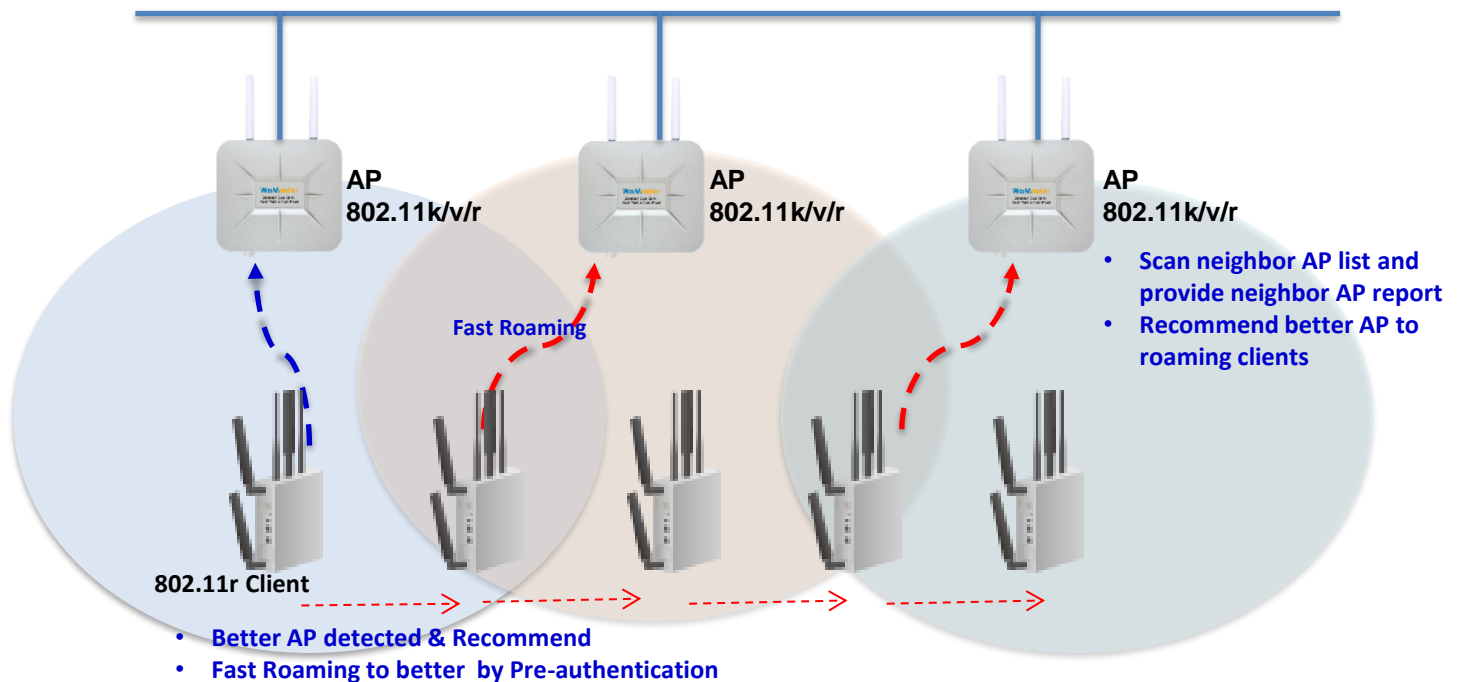 AP
802.11k/v/r
AP
802.11k/v/r
AP
802.11k/v/r
• Scan neighbor AP list and
provide neighbor AP report
• Recommend better AP to
roaming clients
Fast Roaming
802.11r Client
• Better AP detected & Recommend
• Fast Roaming to better by Pre-authentication